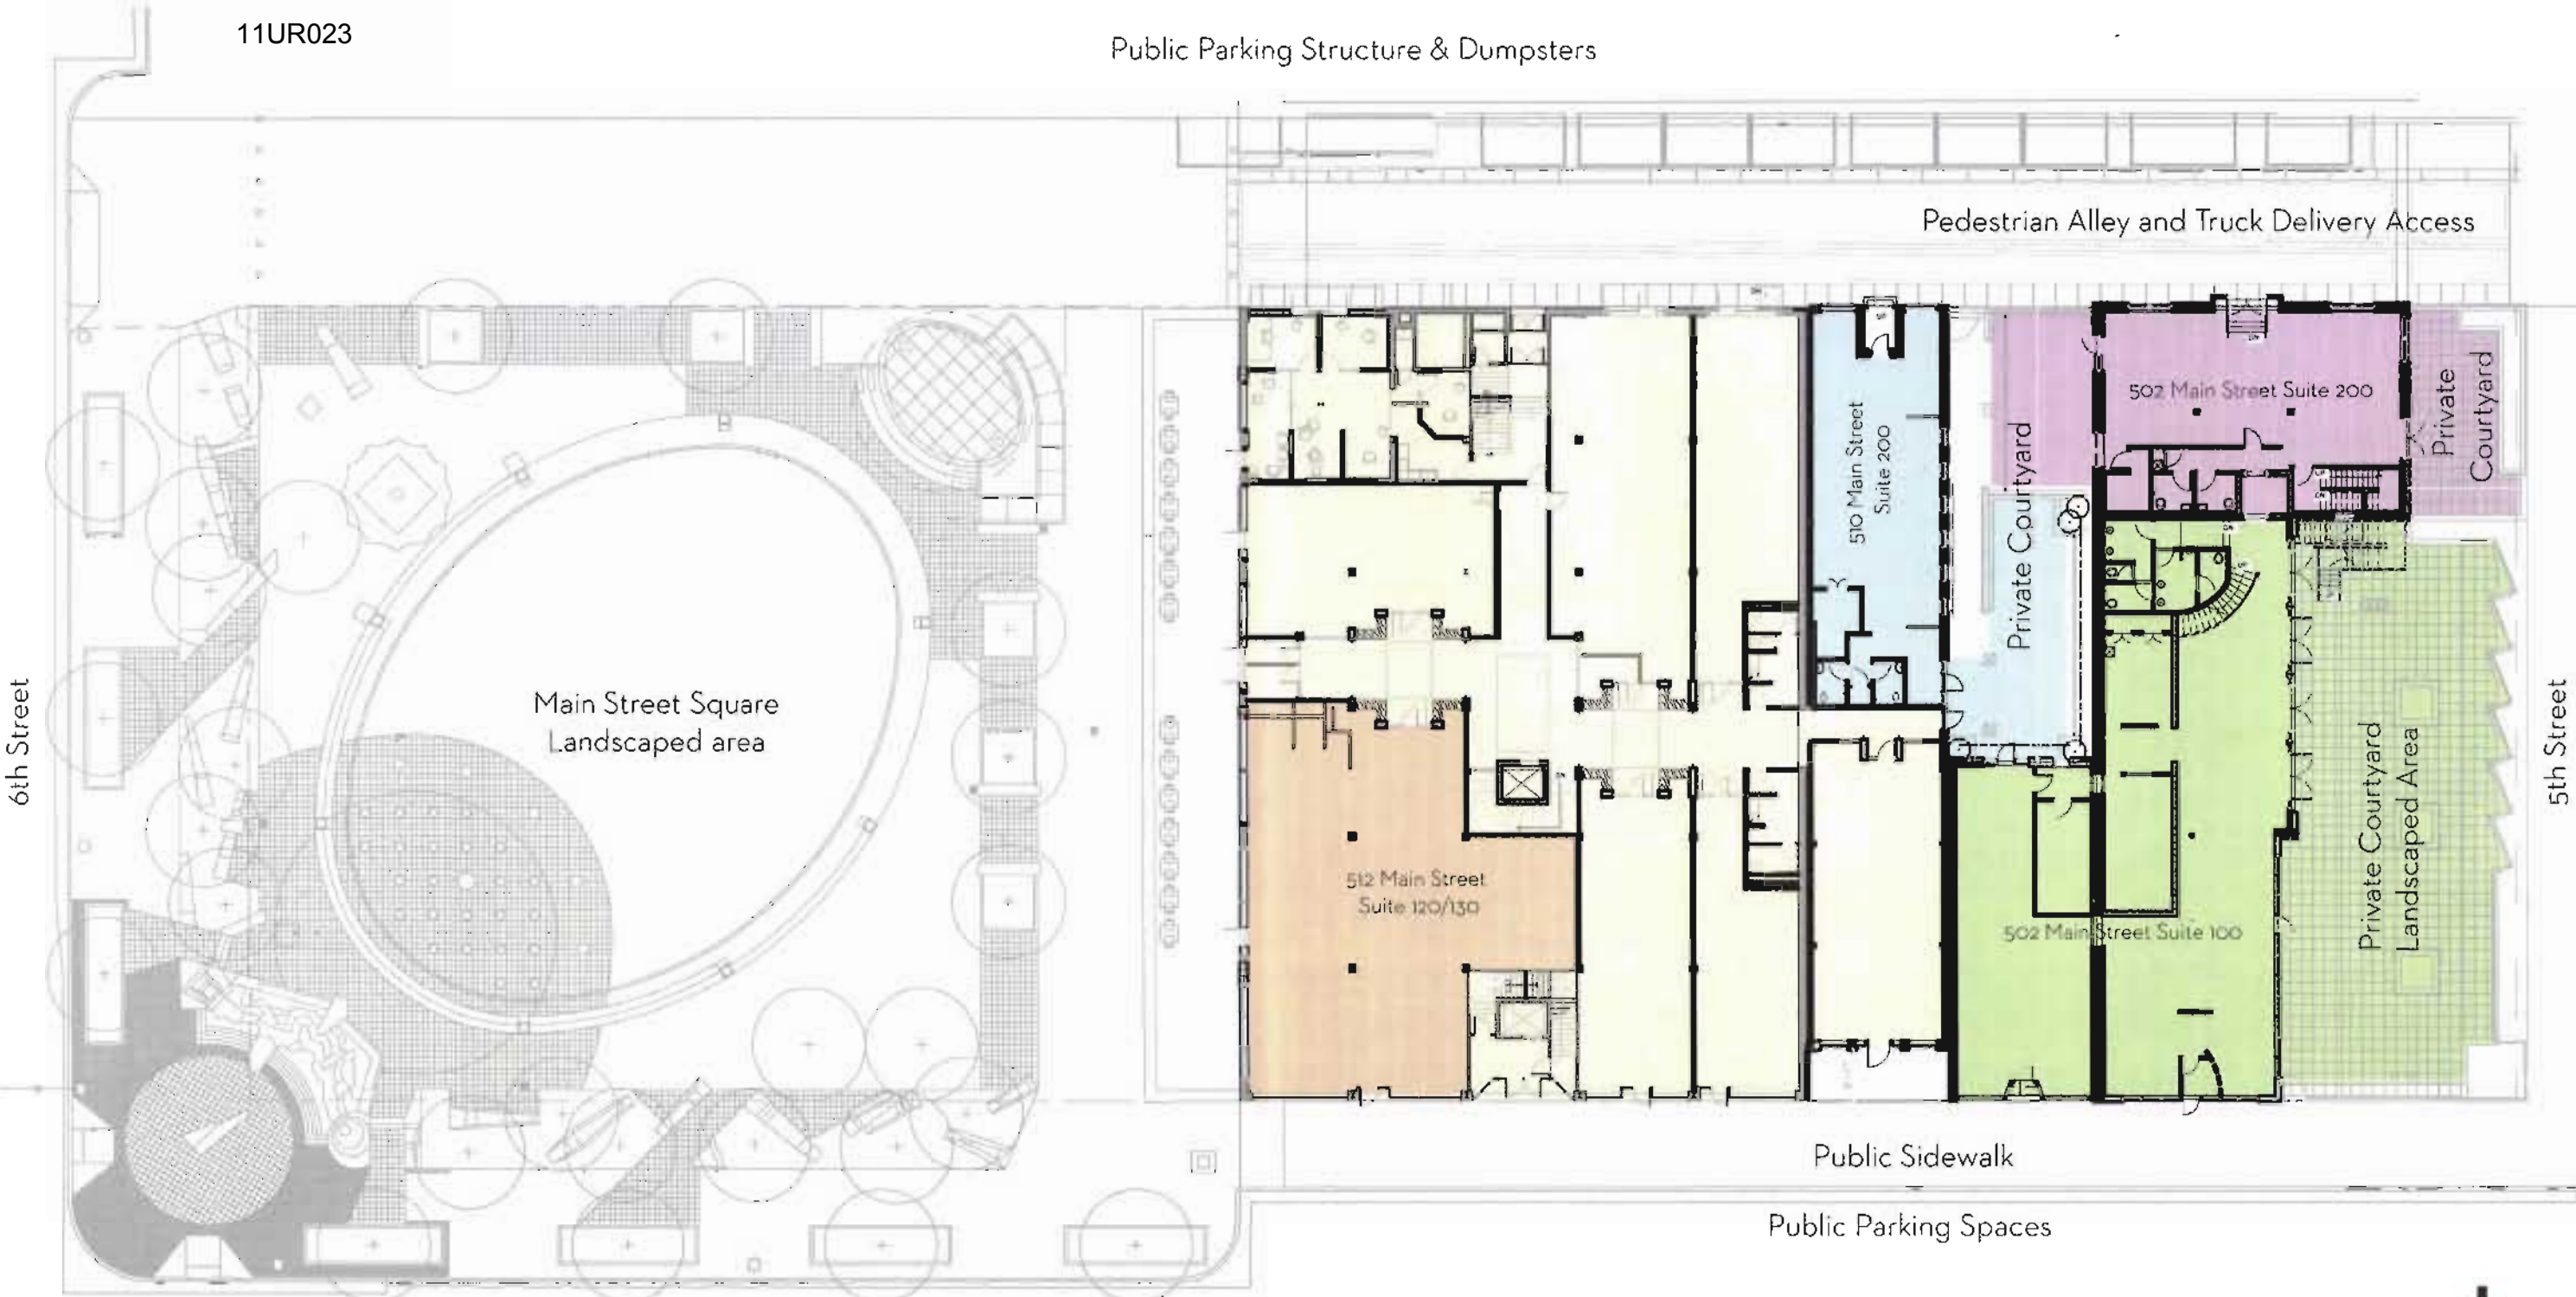 11UR023
Public Parking Structure & Dumpsters
Pedestrian Alley and Truck Delivery Access
6th Street
Main Street Square
Landscaped area
512 Main Street
Suite 120/130
510 Main Street
Suite 200
Private Courtyard
502 Main Street Suite 200
Private
Courtyard
502 Main Street Suite 100
Private Courtyard
Landscaped Area
5th Street
Public Sidewalk
Public Parking Spaces